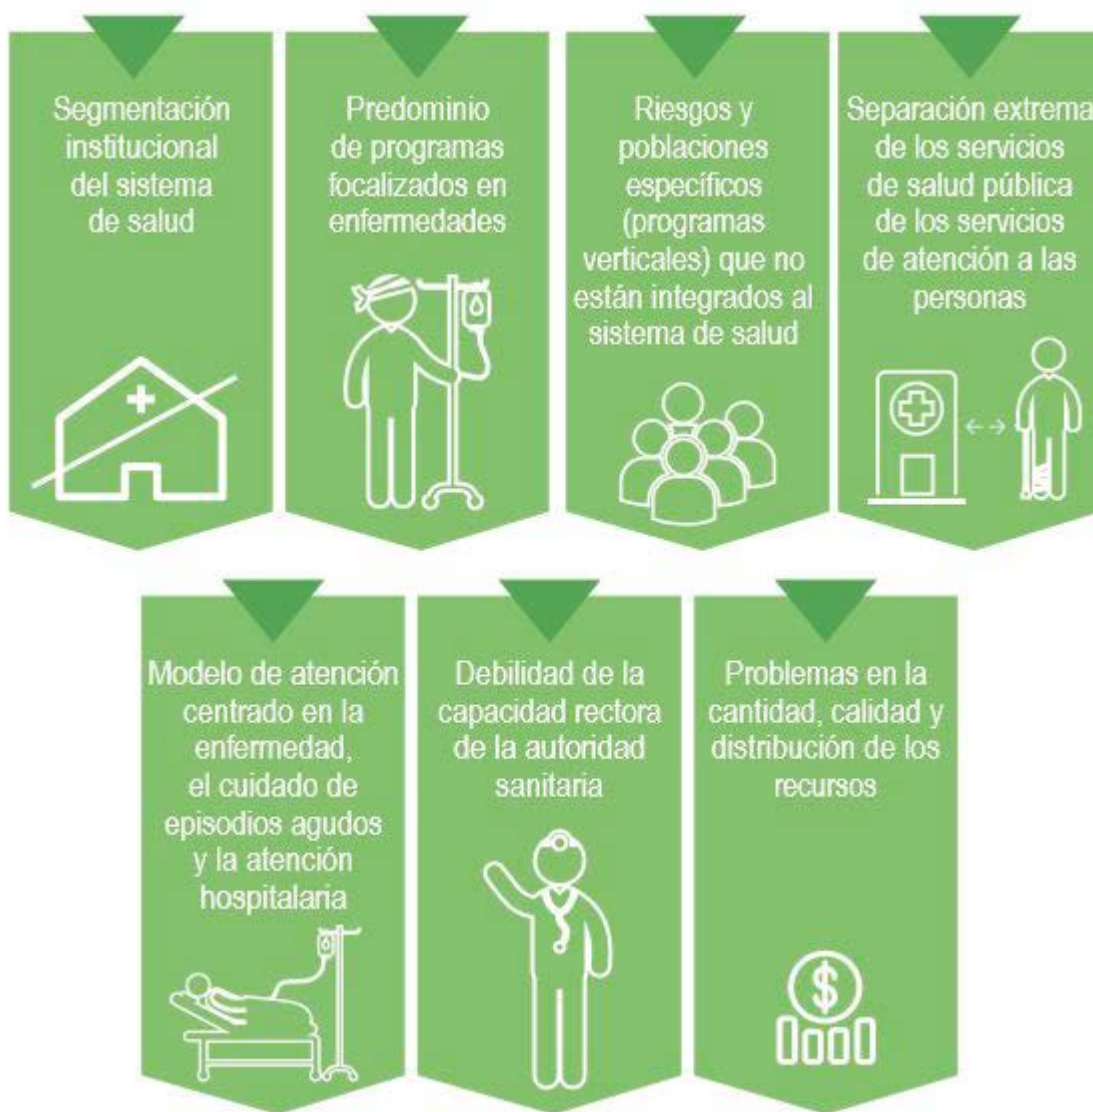 Segmentación
institucional
del sistema
de salud
Predominio
de programas
focalizados en
enfermedades
Riesgos y
poblaciones
específicos
(programas
verticales) que no
están integrados al
sistema de salud
Separación extrema
de los servicios
de salud pública
de los servicios
de atención a las
personas
Modelo de atención
centrado en la
enfermedad,
el cuidado de
episodios agudos
y la atención
hospitalaria
Debilidad de la
capacidad rectora
de la autoridad
sanitaria
Problemas en la
cantidad, calidad y
distribución de los
recursos
$